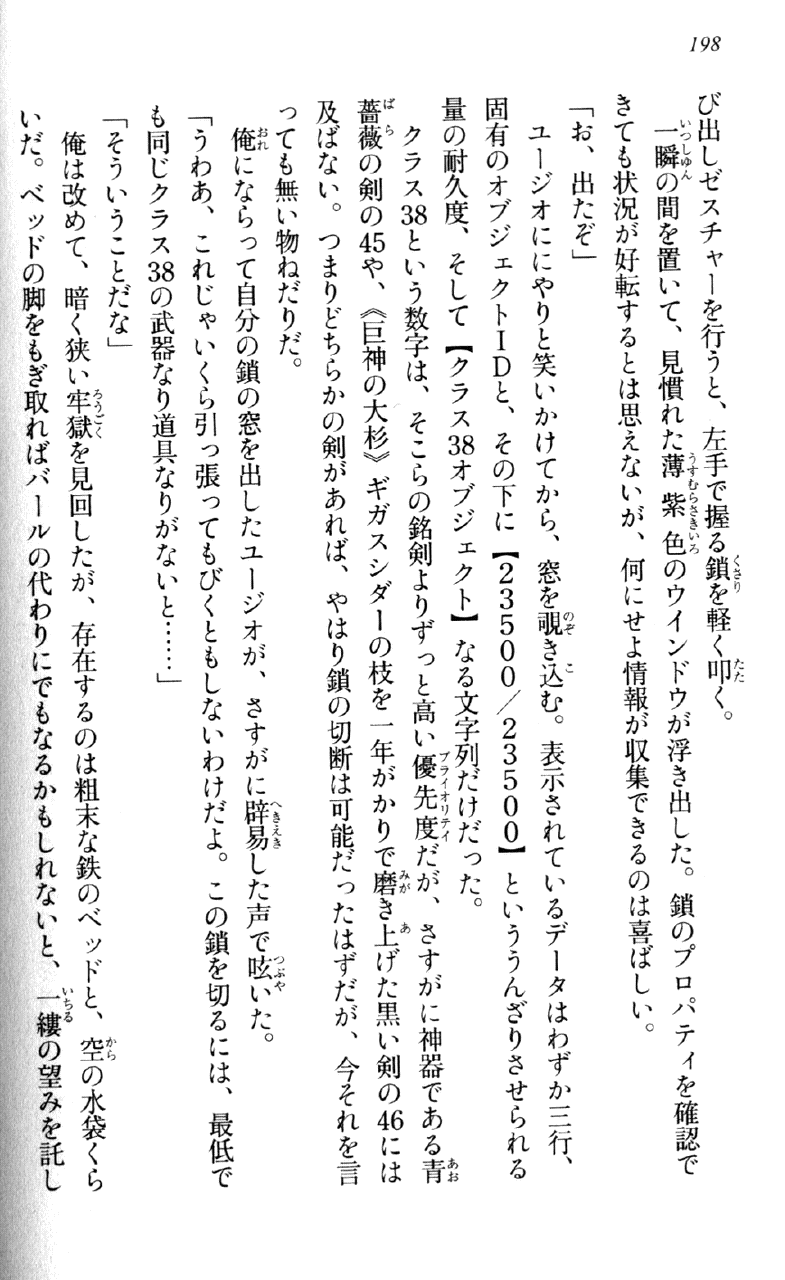 198
び出しゼスチャーを行うと、左手で握る鎖を軽く叩く。
一瞬の間を置いて、見慣れた薄紫色のウインドウが浮き出した。鎖のプロパティを確認で
きても状況が好転するとは思えないが、何にせよ情報が収集できるのは喜ばしい。
「お、出たぞ」
ユージオににやりと笑いかけてから、窓を覗き込む。表示されているデータはわずか三行、
固有のオブジェクトＩＤと、その下に【２３５００／２３５００】といううんざりさせられる
量の耐久度、そして【クラス38オブジェクト】なる文字列だけだった。
クラス38という数字は、そこらの銘剣よりずっと高い優先度だが、さすがに神器である青
薔薇の剣の45や、《巨神の大杉》ギガスシダーの枝を一年がかりで磨き上げた黒い剣の46には
及ばない。つまりどちらかの剣があれば、やはり鎖の切断は可能だったはずだが、今それを言
っても無い物ねだりだ。
俺にならって自分の鎖の窓を出したユージオが、さすがに辟易した声で呟いた。
「うわあ、これじゃいくら引っ張ってもびくともしないわけだよ。この鎖を切るには、最低で
も同じクラス38の武器なり道具なりがないと……」
「そういうことだな」
俺は改めて、暗く狭い牢獄を見回したが、存在するのは粗末な鉄のベッドと、空の水袋くら
いだ。ベッドの脚をもぎ取ればバールの代わりにでもなるかもしれないと、一縷の望みを託し